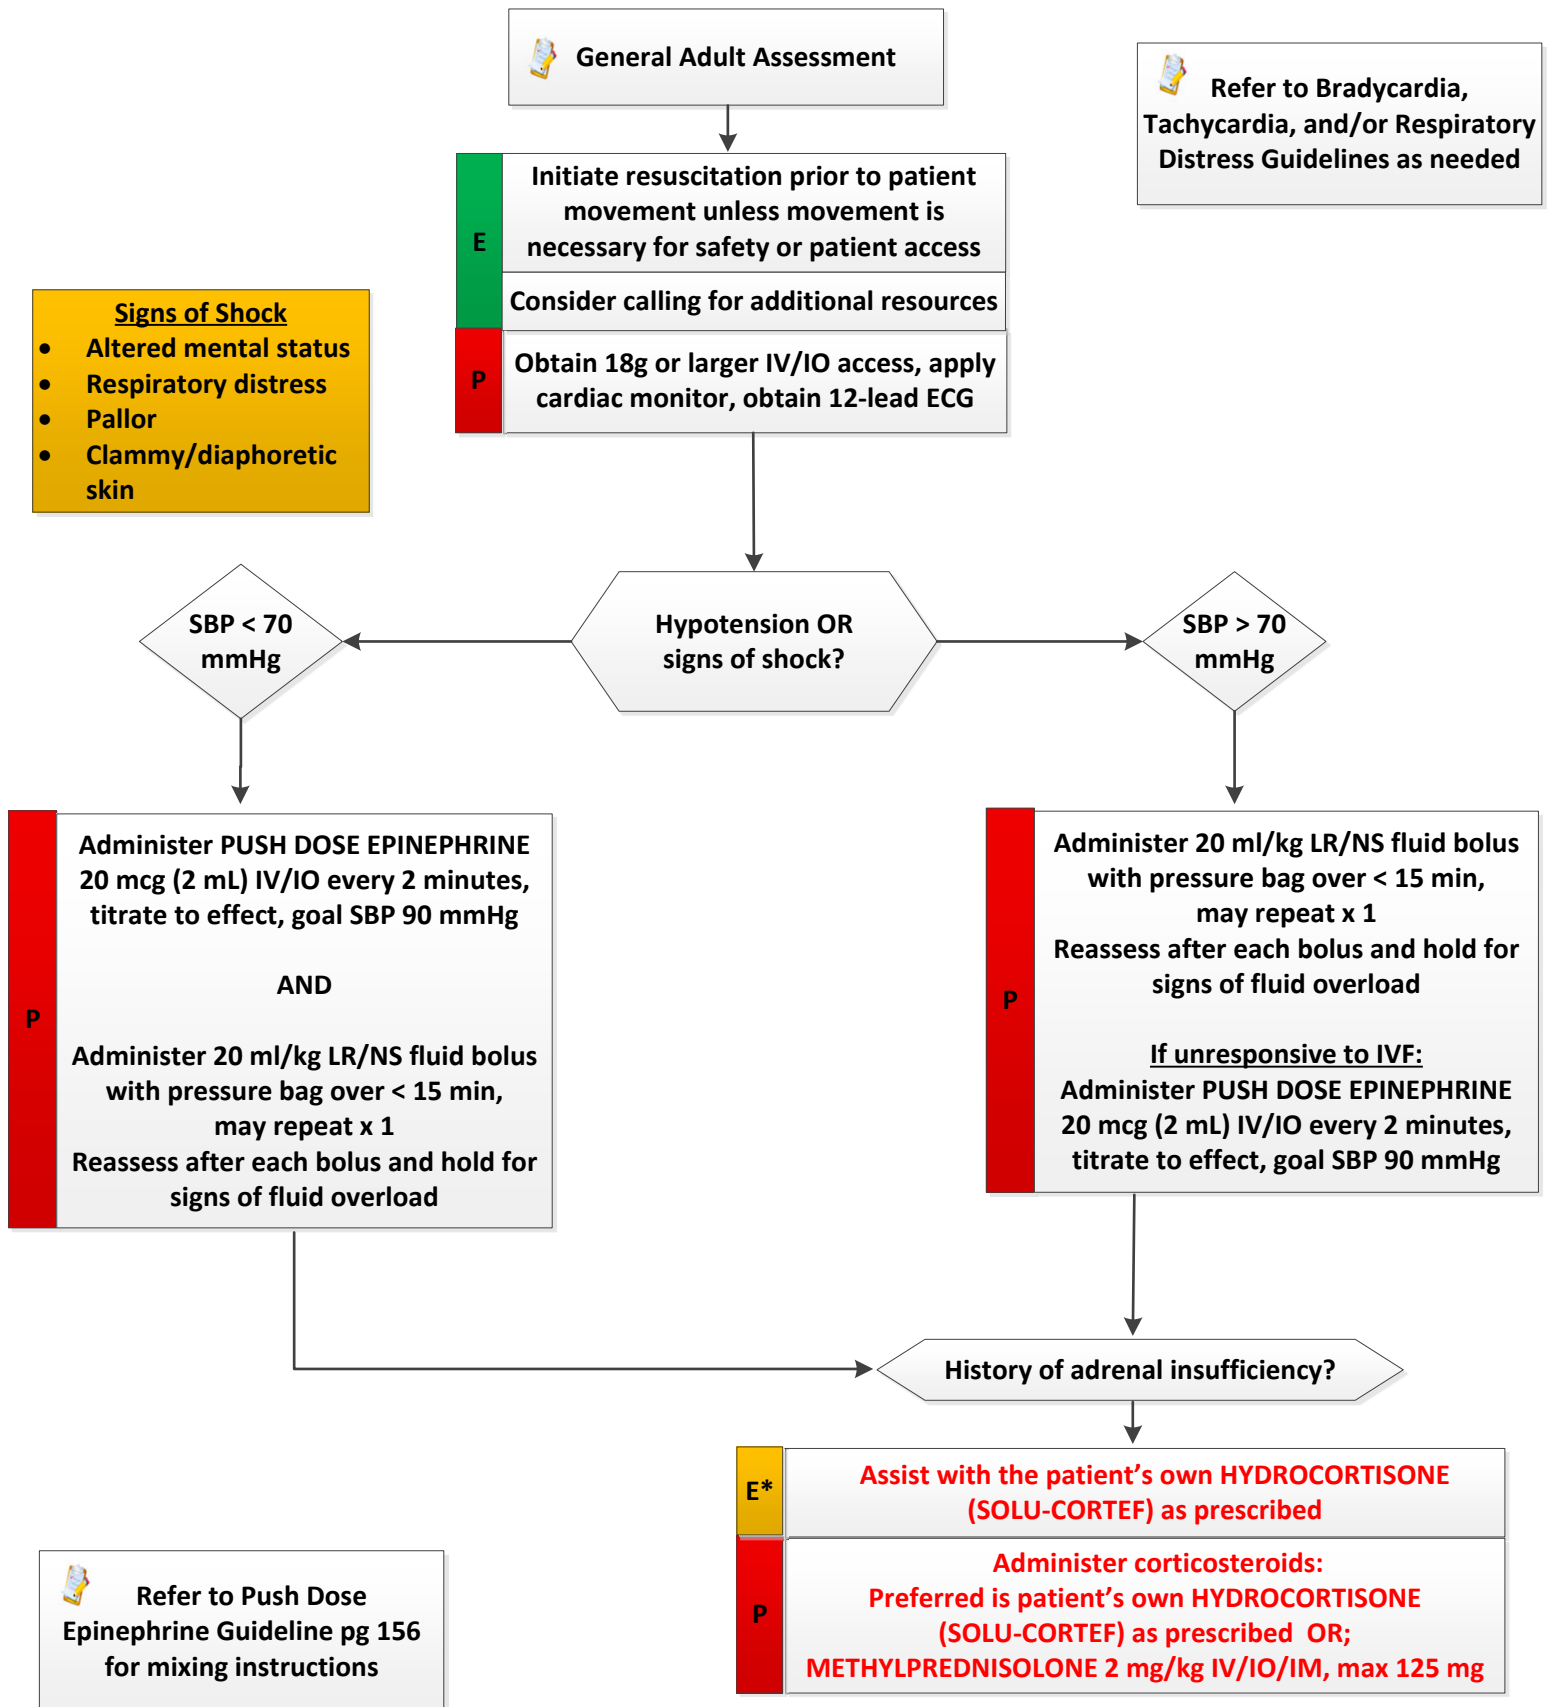 General Adult Assessment
Refer to Bradycardia,
Tachycardia, and/or Respiratory
Distress Guidelines as needed
E
Initiate resuscitation prior to patient
movement unless movement is
necessary for safety or patient access
Consider calling for additional resources
P
Obtain 18g or larger IV/IO access, apply
cardiac monitor, obtain 12-lead ECG
Signs of Shock
• Altered mental status
• Respiratory distress
• Pallor
• Clammy/diaphoretic
skin
SBP < 70
mmHg
Hypotension OR
signs of shock?
SBP > 70
mmHg
P
Administer PUSH DOSE EPINEPHRINE
20 mcg (2 mL) IV/IO every 2 minutes,
titrate to effect, goal SBP 90 mmHg
AND
Administer 20 ml/kg LR/NS fluid bolus
with pressure bag over < 15 min,
may repeat x 1
Reassess after each bolus and hold for
signs of fluid overload
P
Administer 20 ml/kg LR/NS fluid bolus
with pressure bag over < 15 min,
may repeat x 1
Reassess after each bolus and hold for
signs of fluid overload
If unresponsive to IVF:
Administer PUSH DOSE EPINEPHRINE
20 mcg (2 mL) IV/IO every 2 minutes,
titrate to effect, goal SBP 90 mmHg
History of adrenal insufficiency?
E*
Assist with the patient’s own HYDROCORTISONE
(SOLU-CORTEF) as prescribed
P
Administer corticosteroids:
Preferred is patient’s own HYDROCORTISONE
(SOLU-CORTEF) as prescribed OR;
METHYLPREDNISOLONE 2 mg/kg IV/IO/IM, max 125 mg
Refer to Push Dose
Epinephrine Guideline pg 156
for mixing instructions